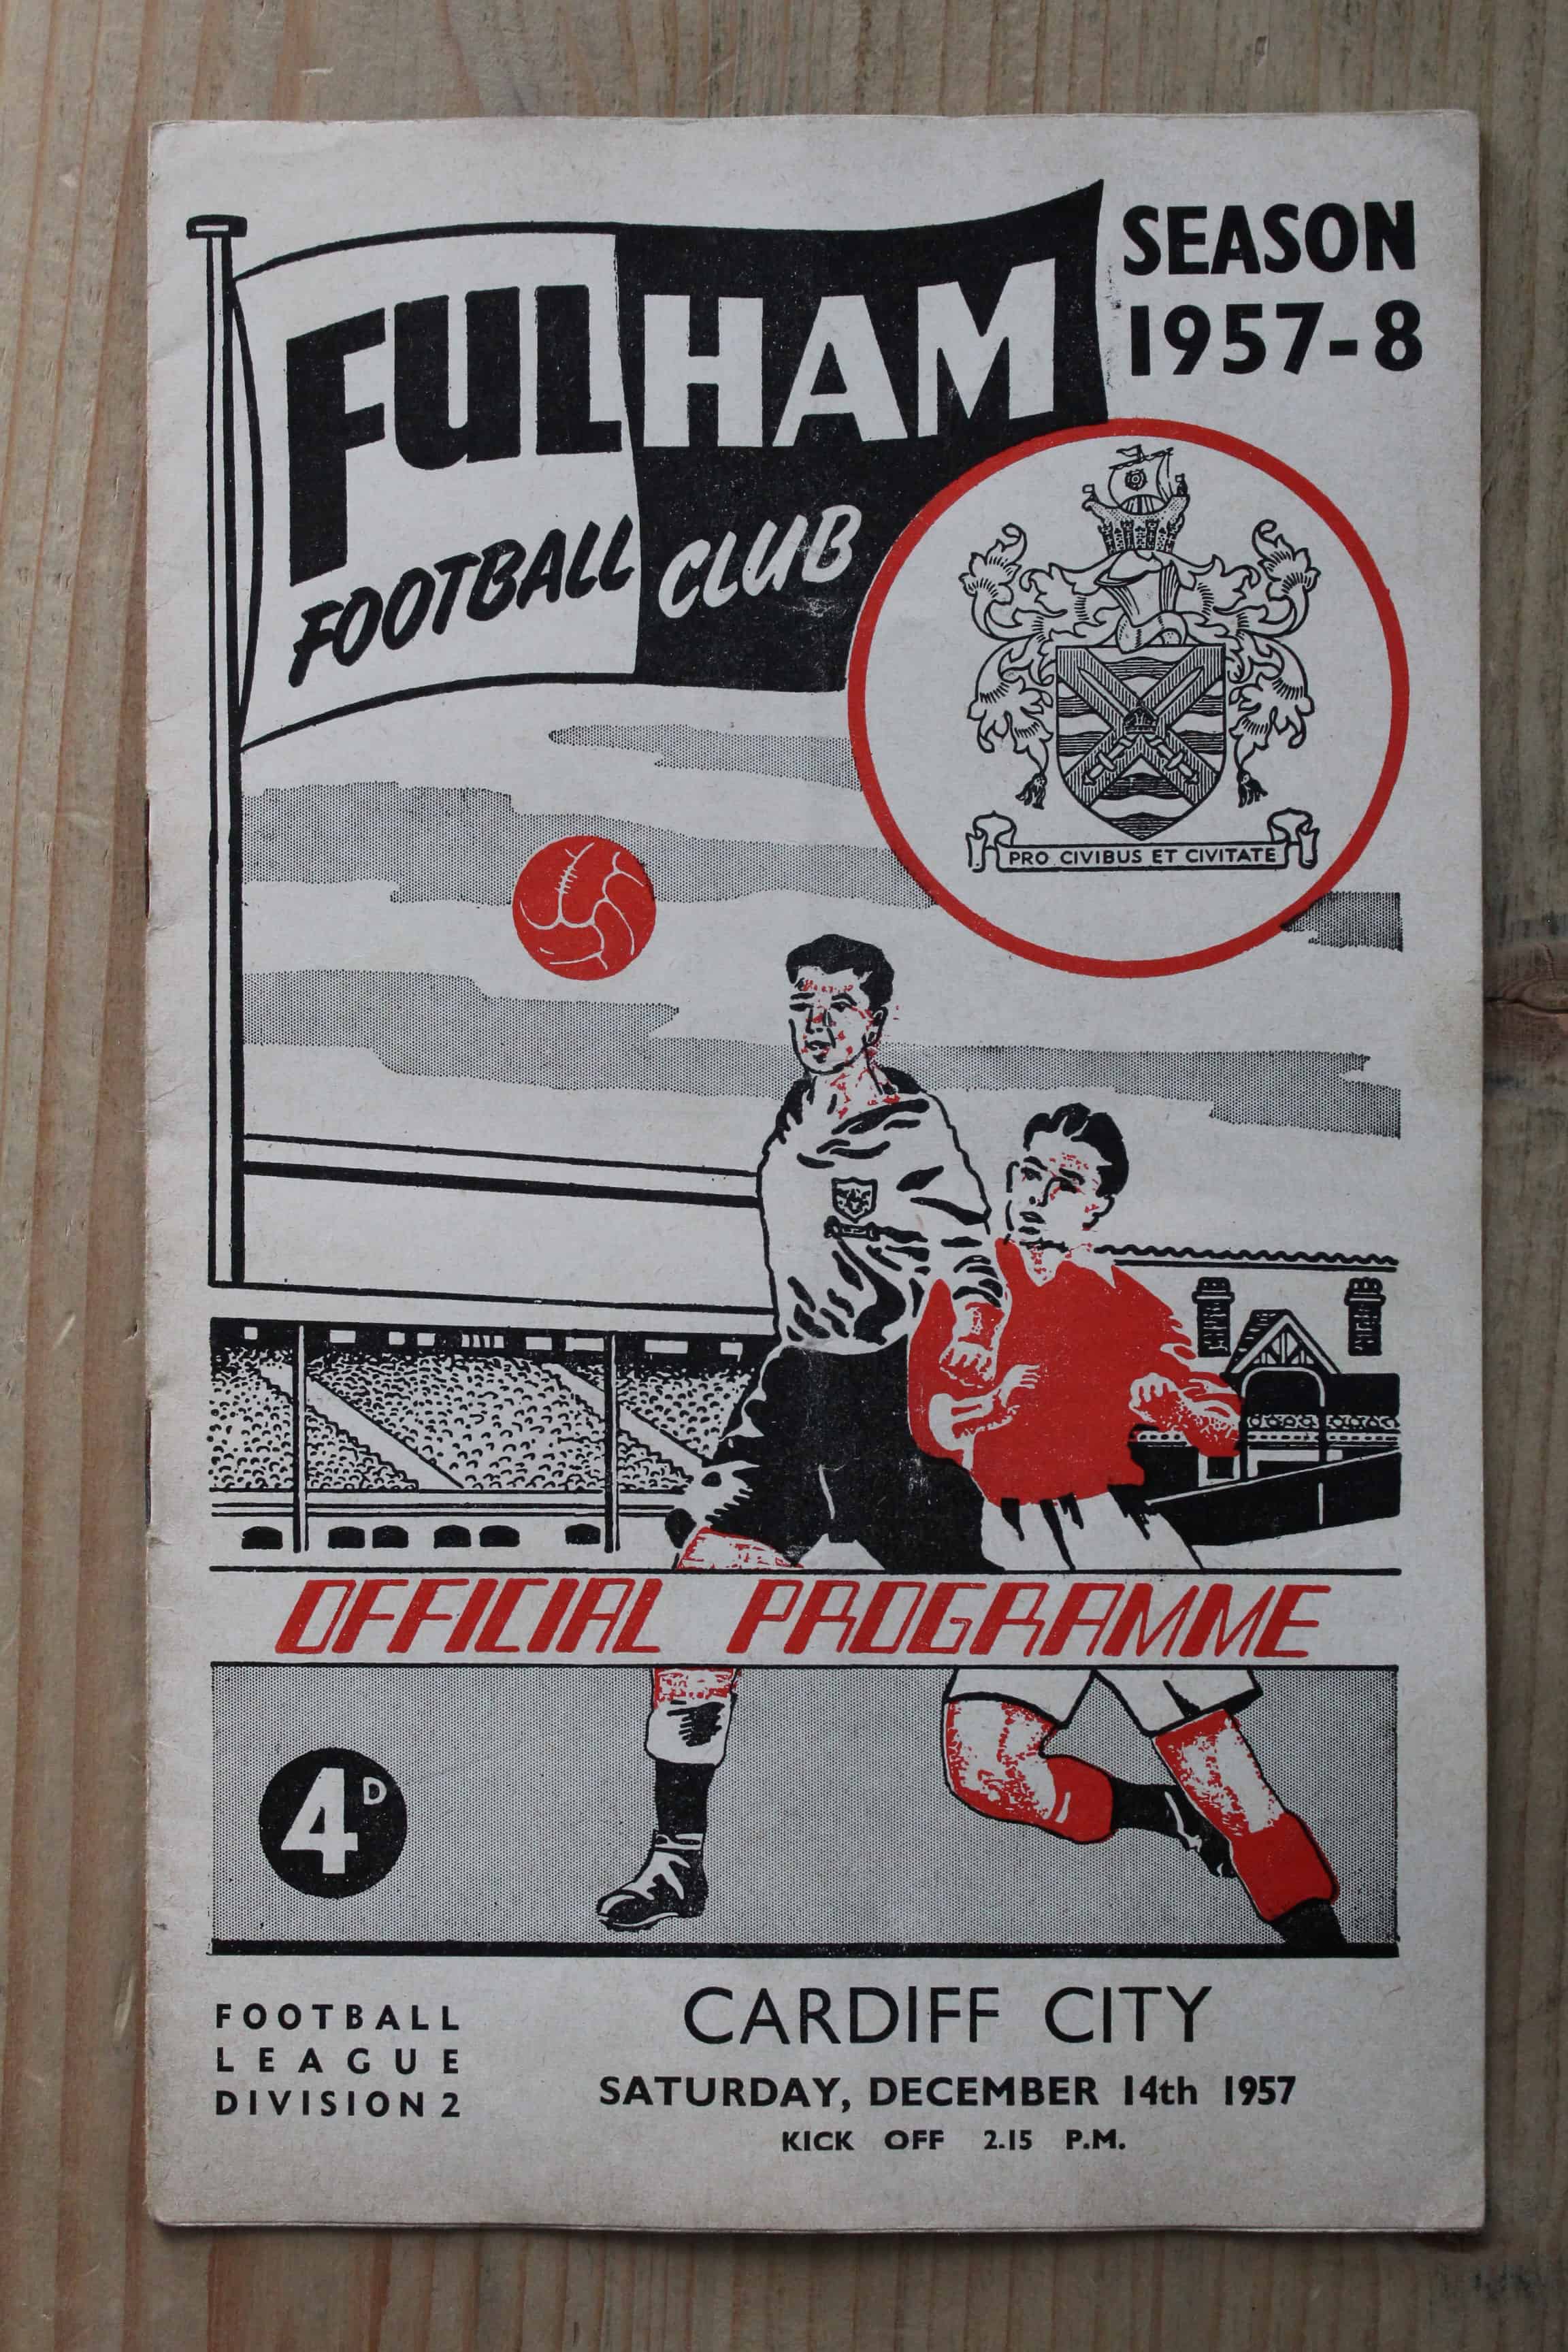 FULHAM
FOOTBALL CLUB
SEASON
1957-8
PRO CIVIBUS ET CIVITATE
OFFICIAL PROGRAMME
4D
FOOTBALL
LEAGUE
DIVISION 2
CARDIFF CITY
SATURDAY, DECEMBER 14th 1957
KICK OFF 2.15 P.M.